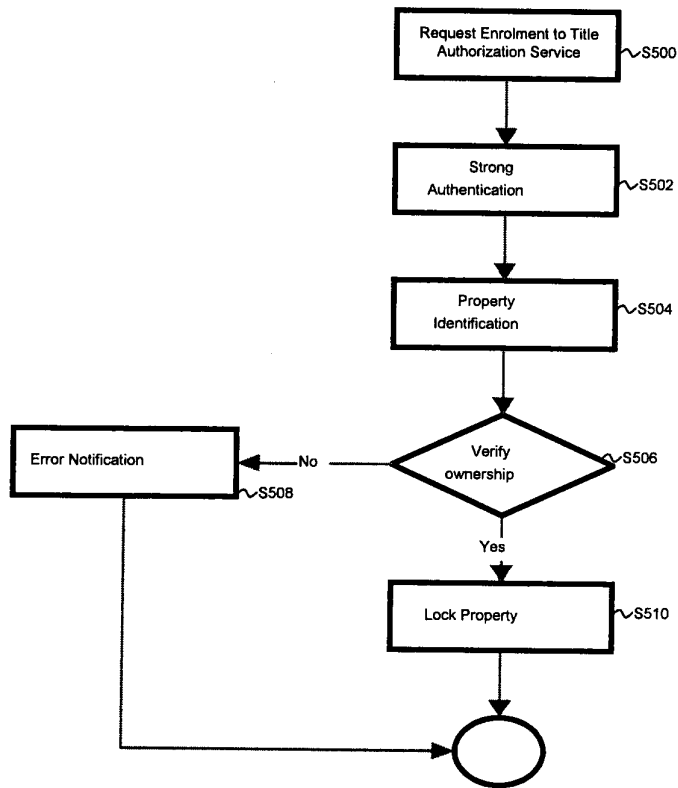 Request Enrolment to Title
Authorization Service
S500
Strong
Authentication
S502
Property
Identification
S504
Verify
ownership
S506
No
Error Notification
S508
Yes
Lock Property
S510